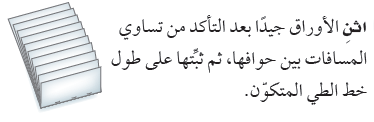 اثنِ الأوراق جيدًا بعد التأكد من تساوي
المسافات بين حوافها، ثم ثبِّتها على طول
خط الطي المتكوّن.